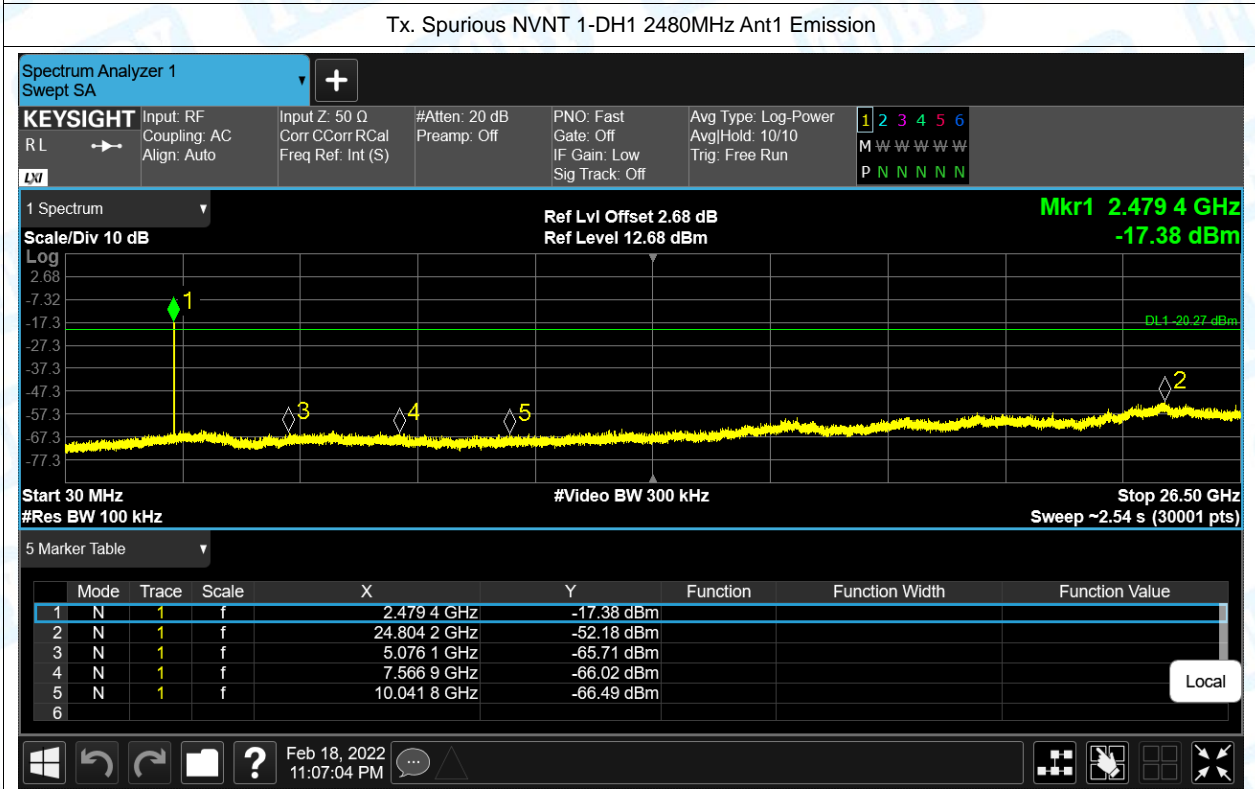 Tx. Spurious NVNT 1-DH1 2480MHz Ant1 Emission
Spectrum Analyzer 1
Swept SA
KEYSIGHT
R L
LXI
Input: RF
Coupling: AC
Align: Auto
Input Z: 50 Ω
Corr CCorr RCal
Freq Ref: Int (S)
#Atten: 20 dB
Preamp: Off
PNO: Fast
Gate: Off
IF Gain: Low
Sig Track: Off
Avg Type: Log-Power
Avg|Hold: 10/10
Trig: Free Run
1 2 3 4 5 6
M W W W W W
P N N N N N
1 Spectrum
Scale/Div 10 dB
Ref Lvl Offset 2.68 dB
Ref Level 12.68 dBm
Mkr1 2.479 4 GHz
-17.38 dBm
Log
2.68
-7.32
-17.3
-27.3
-37.3
-47.3
-57.3
-67.3
-77.3
1
DL1 -20.27 dBm
2
3
4
5
Start 30 MHz
#Video BW 300 kHz
Stop 26.50 GHz
#Res BW 100 kHz
Sweep ~2.54 s (30001 pts)
5 Marker Table
Mode Trace Scale X Y Function Function Width Function Value
1 N 1 f 2.479 4 GHz -17.38 dBm
2 N 1 f 24.804 2 GHz -52.18 dBm
3 N 1 f 5.076 1 GHz -65.71 dBm
4 N 1 f 7.566 9 GHz -66.02 dBm
5 N 1 f 10.041 8 GHz -66.49 dBm
6
Local
?
Feb 18, 2022
11:07:04 PM